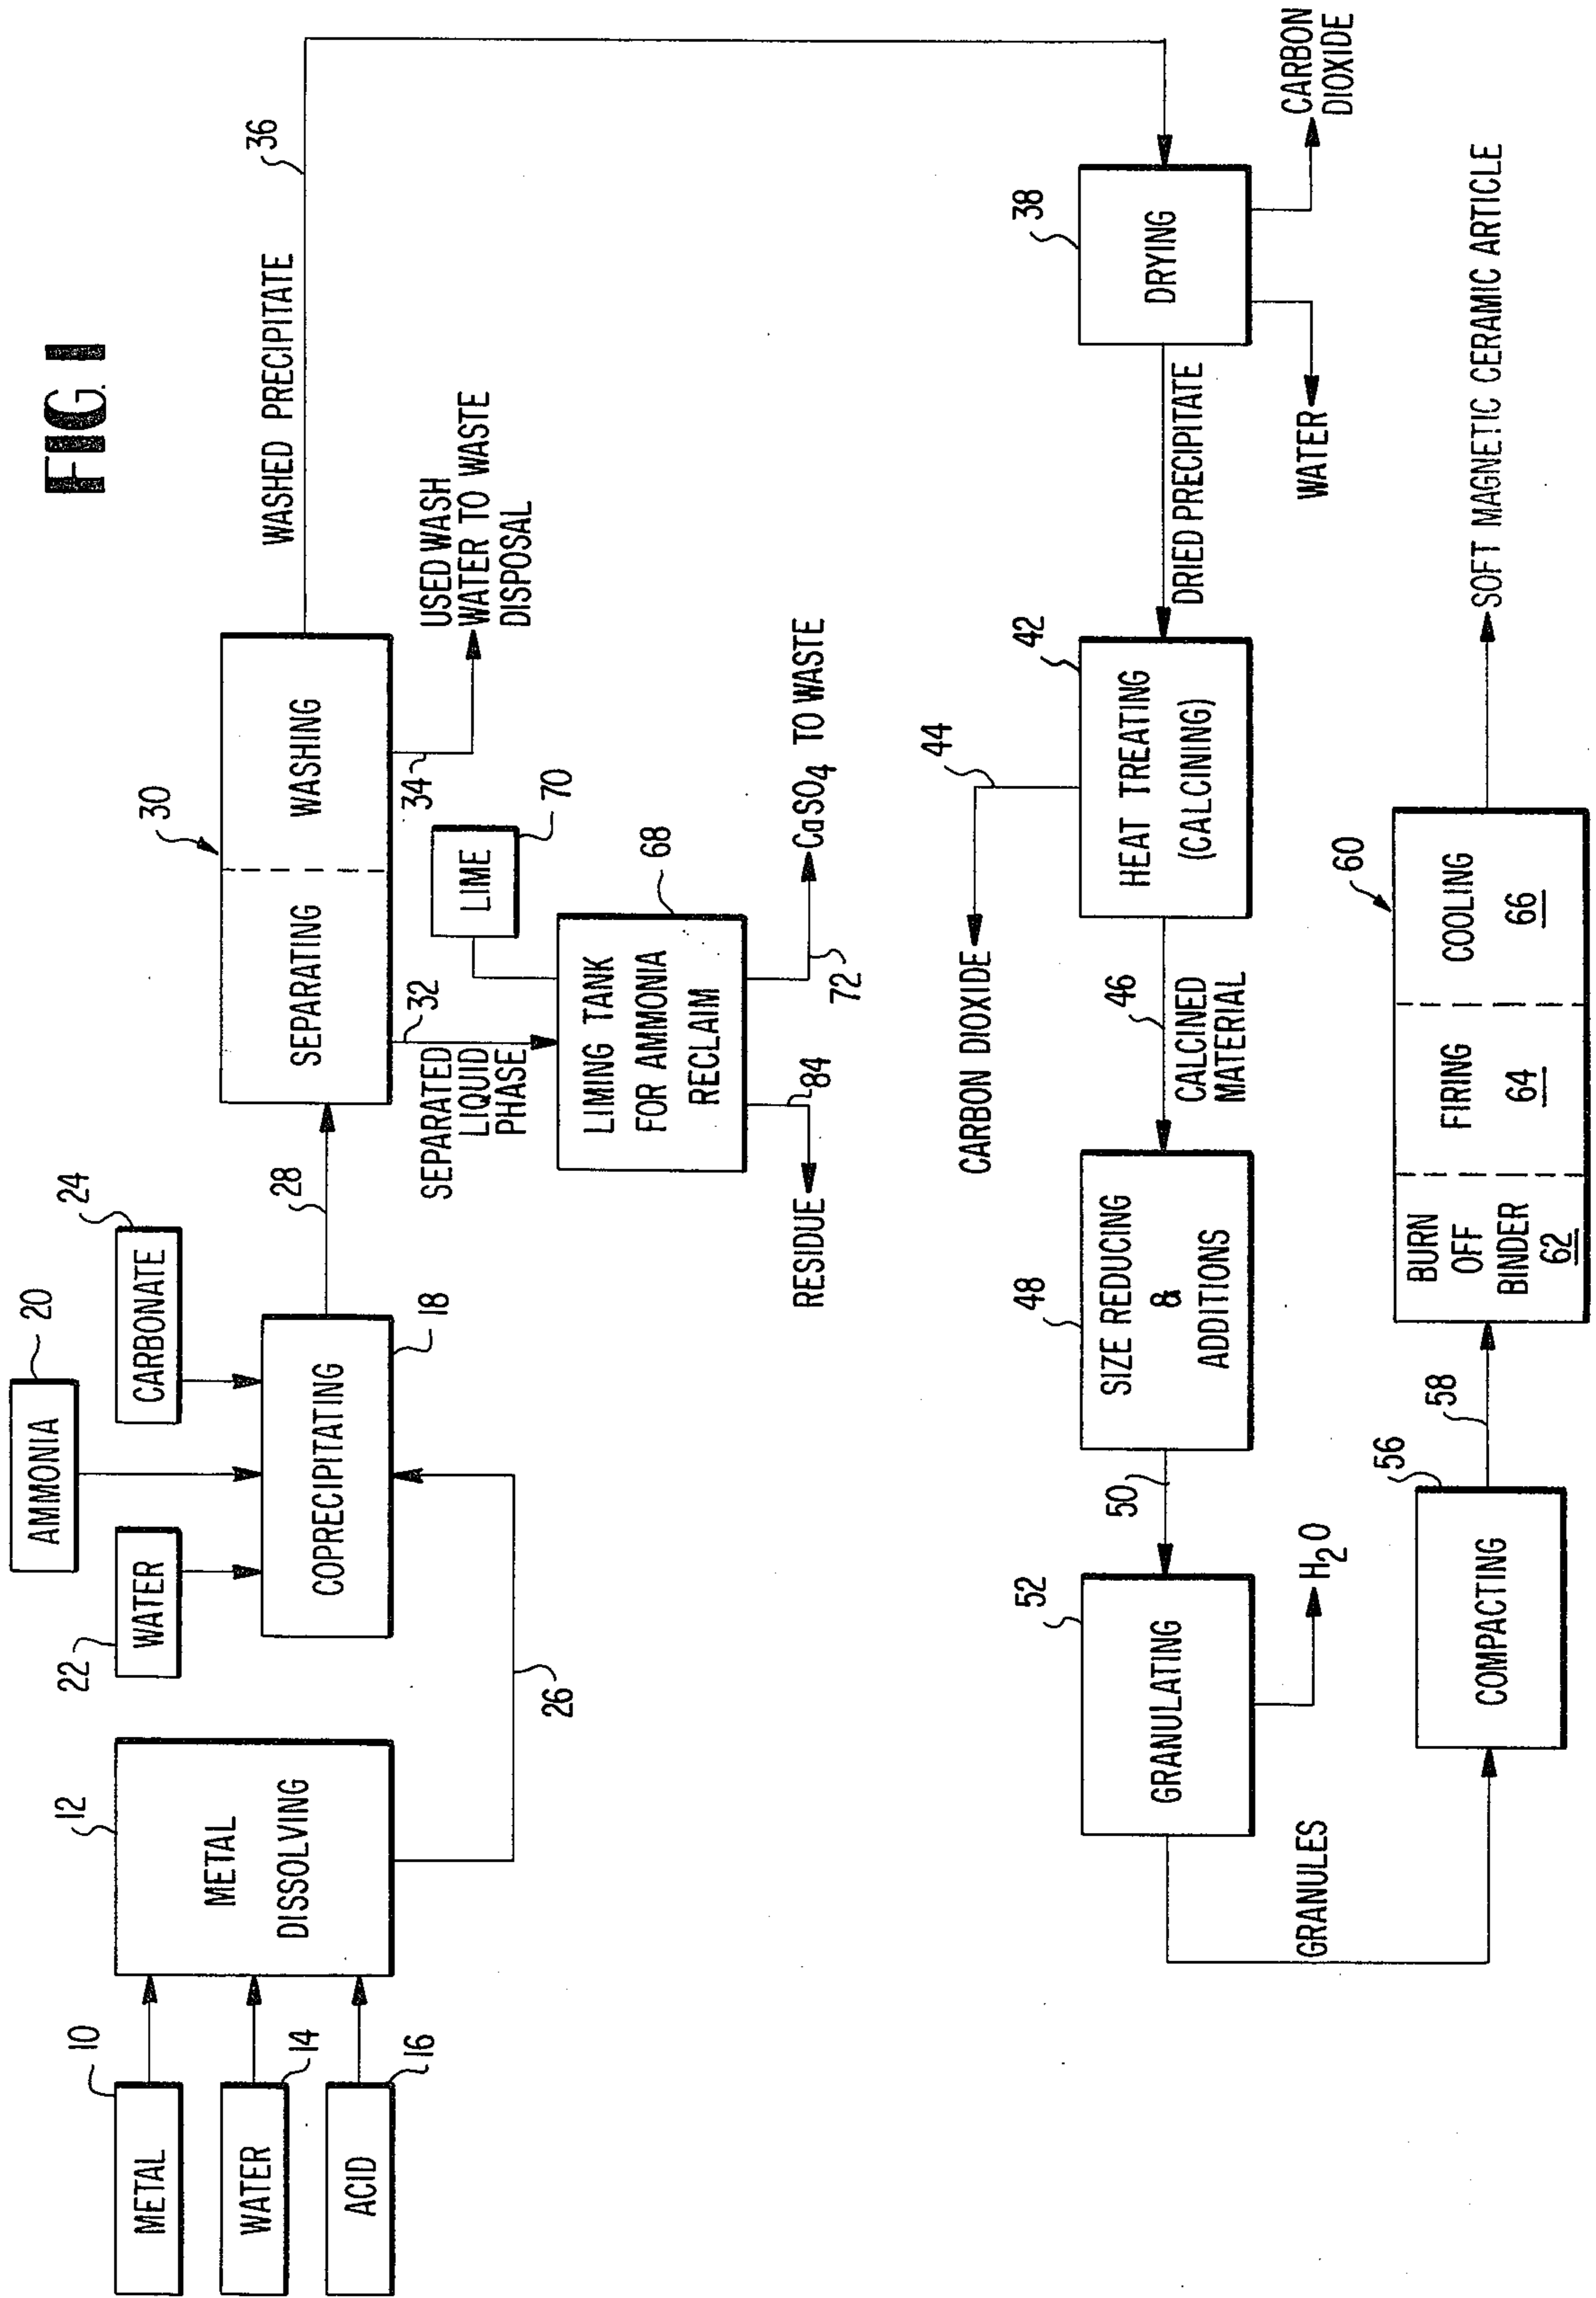 FIG. 1
10
METAL
14
WATER
16
ACID
12
METAL
DISSOLVING
26
20
AMMONIA
22
WATER
24
CARBONATE
COPRECIPITATING
18
28
30
SEPARATING
WASHING
32
SEPARATED
LIQUID
PHASE
34
USED WASH
WATER TO WASTE
DISPOSAL
LIME
70
LIMING TANK
FOR AMMONIA
RECLAIM
68
72
CaSO4 TO WASTE
84
RESIDUE
WASHED PRECIPITATE
36
38
DRYING
CARBON
DIOXIDE
WATER
DRIED PRECIPITATE
42
HEAT TREATING
(CALCINING)
44
CARBON DIOXIDE
46
CALCINED
MATERIAL
48
SIZE REDUCING
&
ADDITIONS
50
52
GRANULATING
H2O
GRANULES
56
COMPACTING
58
60
BURN
OFF
BINDER
62
FIRING
64
COOLING
66
SOFT MAGNETIC CERAMIC ARTICLE